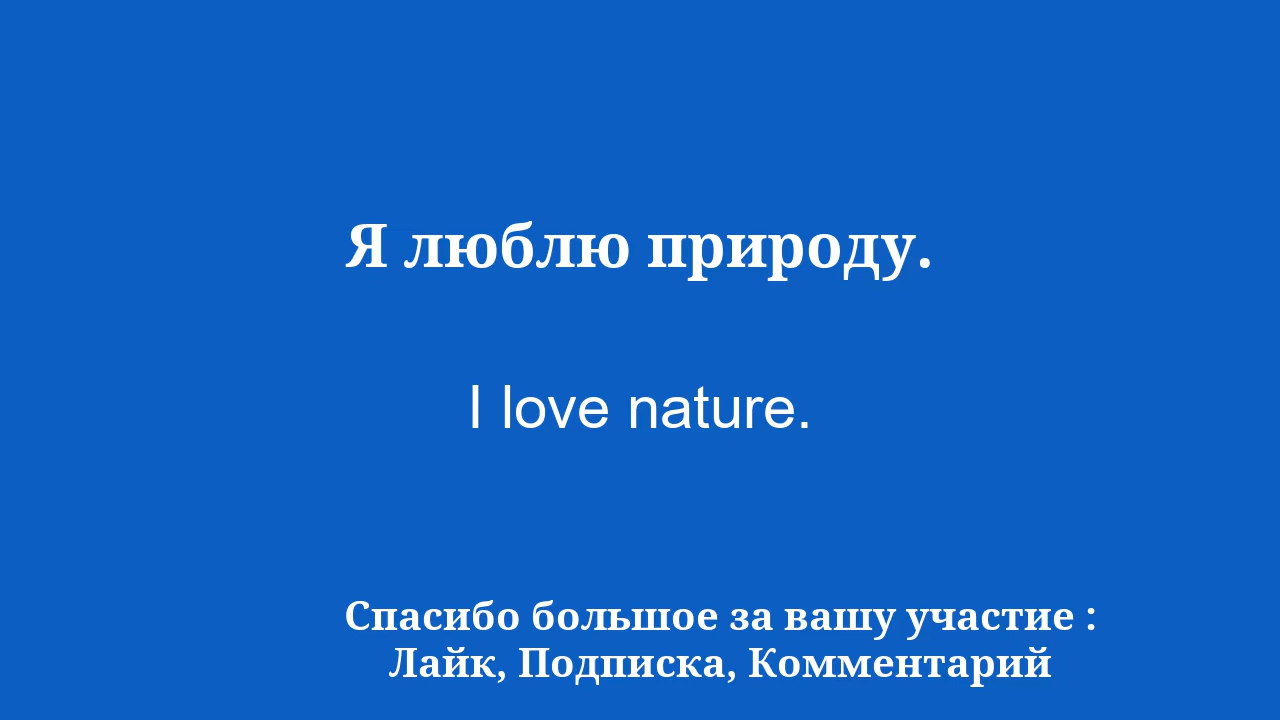 Я люблю природу.
I love nature.
Спасибо большое за вашу участие :
Лайк, Подписка, Комментарий